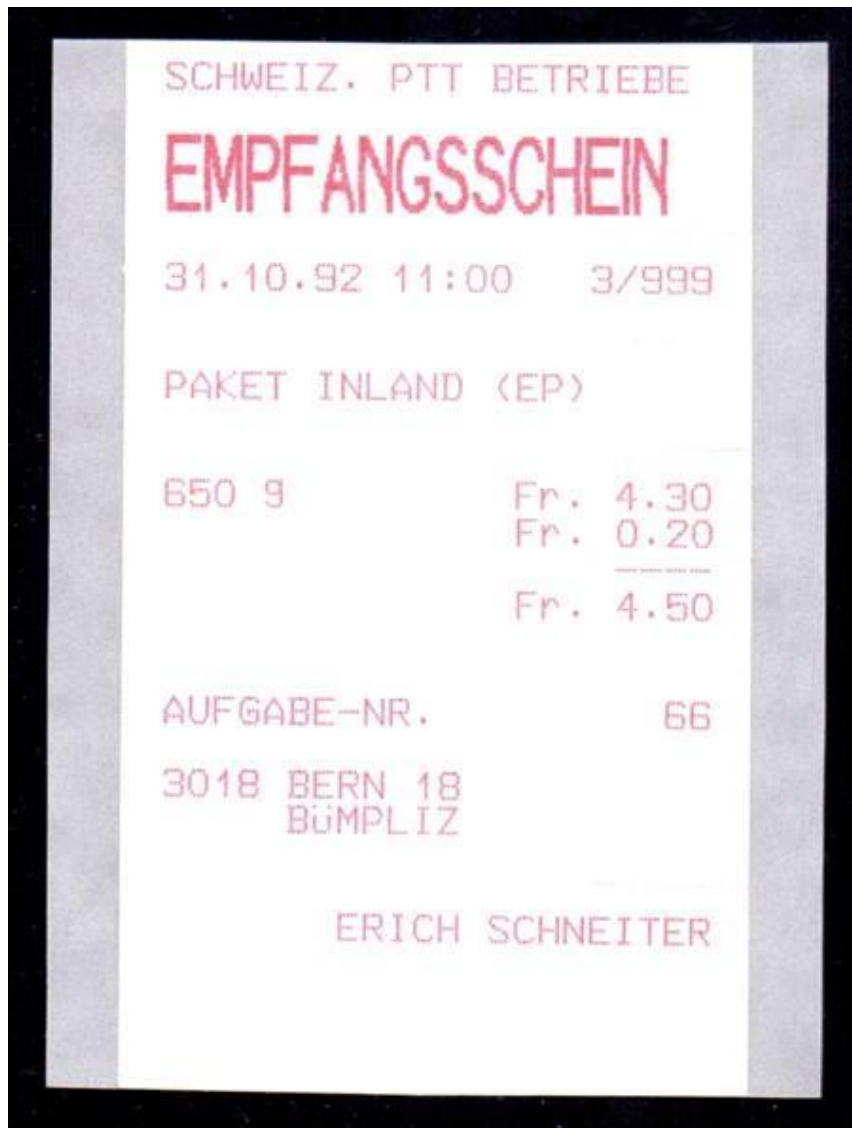 SCHWEIZ. PTT BETRIEBE
EMPFANGSSCHEIN
31.10.92 11:00 3/999
PAKET INLAND (EP)
650 g Fr. 4.30
Fr. 0.20
----
Fr. 4.50
AUFGABE-NR. 66
3018 BERN 18
BüMPLIZ
ERICH SCHNEITER